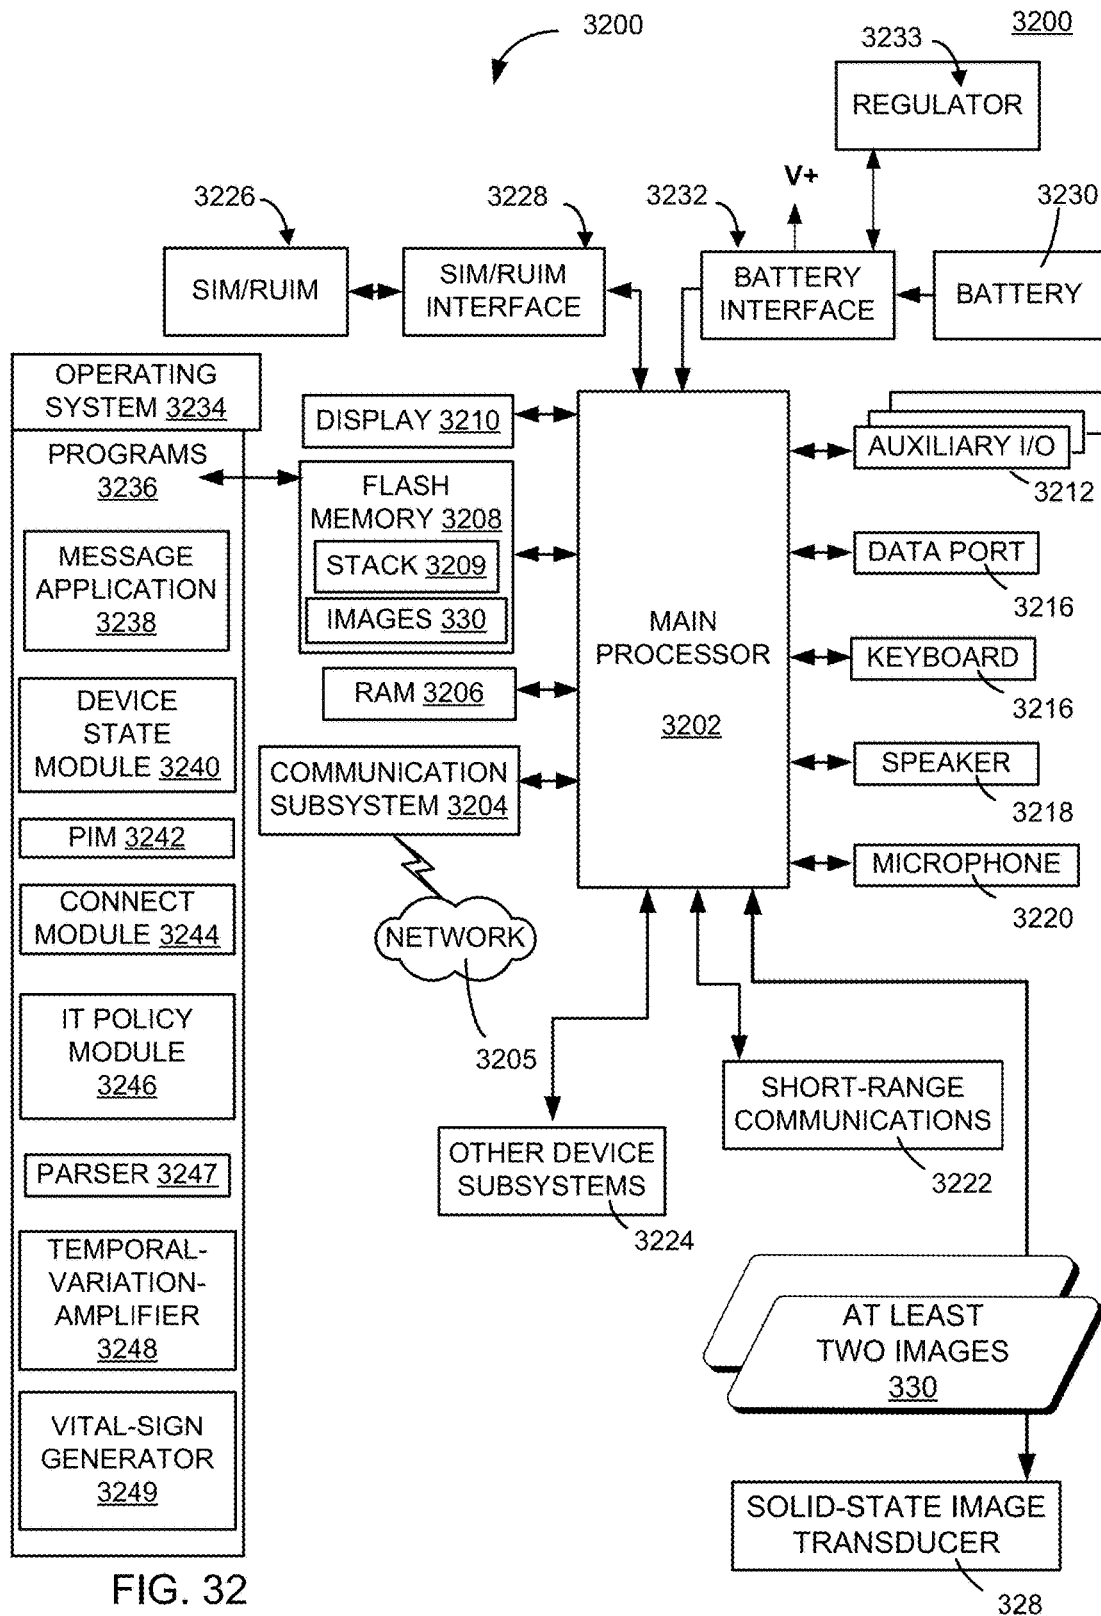 3200
3200
3233
REGULATOR
V+
3226
3228
3232
3230
SIM/RUIM
SIM/RUIM
INTERFACE
BATTERY
INTERFACE
BATTERY
OPERATING
SYSTEM 3234
PROGRAMS
3236
MESSAGE
APPLICATION
3238
DEVICE
STATE
MODULE 3240
PIM 3242
CONNECT
MODULE 3244
IT POLICY
MODULE
3246
PARSER 3247
TEMPORAL-
VARIATION-
AMPLIFIER
3248
VITAL-SIGN
GENERATOR
3249
DISPLAY 3210
FLASH
MEMORY 3208
STACK 3209
IMAGES 330
RAM 3206
COMMUNICATION
SUBSYSTEM 3204
NETWORK
3205
MAIN
PROCESSOR
3202
AUXILIARY I/O
3212
DATA PORT
3216
KEYBOARD
3216
SPEAKER
3218
MICROPHONE
3220
SHORT-RANGE
COMMUNICATIONS
3222
OTHER DEVICE
SUBSYSTEMS
3224
AT LEAST
TWO IMAGES
330
SOLID-STATE IMAGE
TRANSDUCER
328
FIG. 32